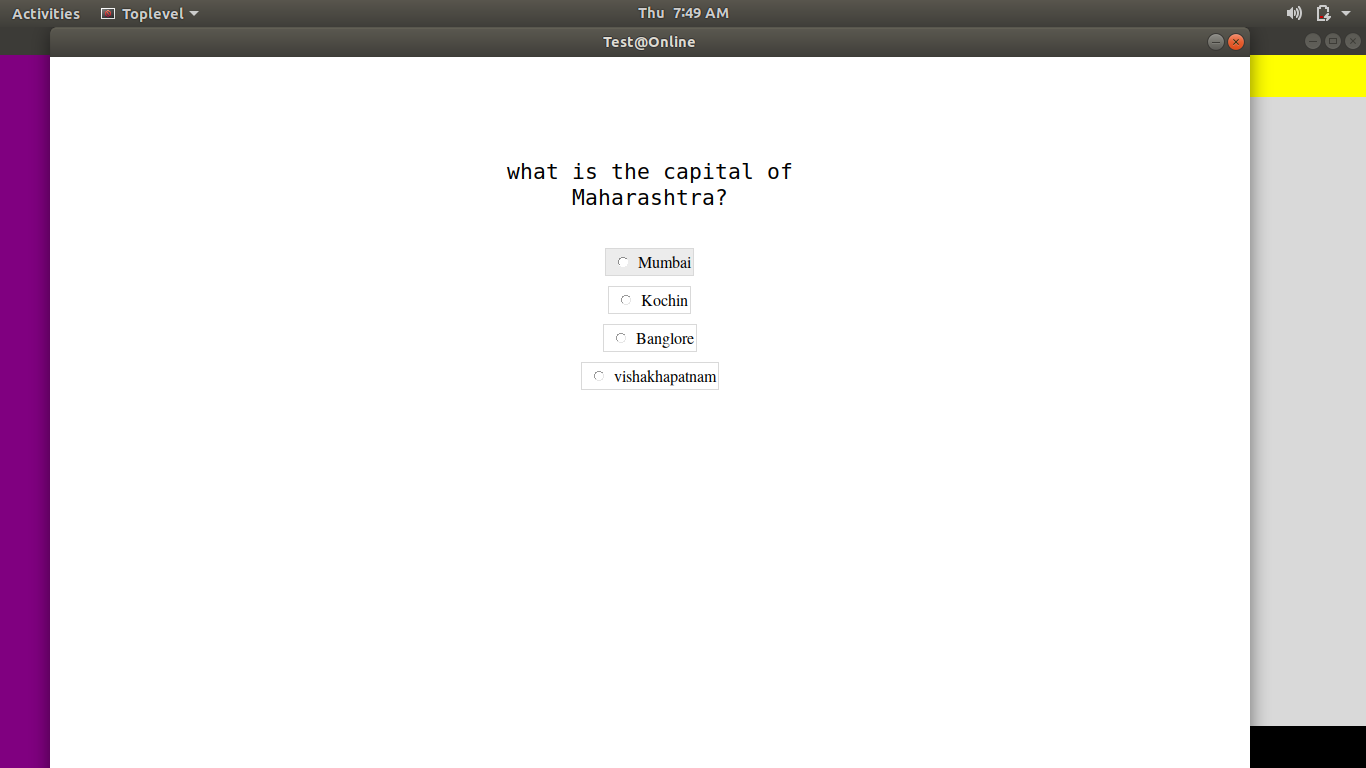 Activities Toplevel Thu 7:49 AM
Test@Online
what is the capital of
Maharashtra?
Mumbai
Kochin
Banglore
vishakhapatnam